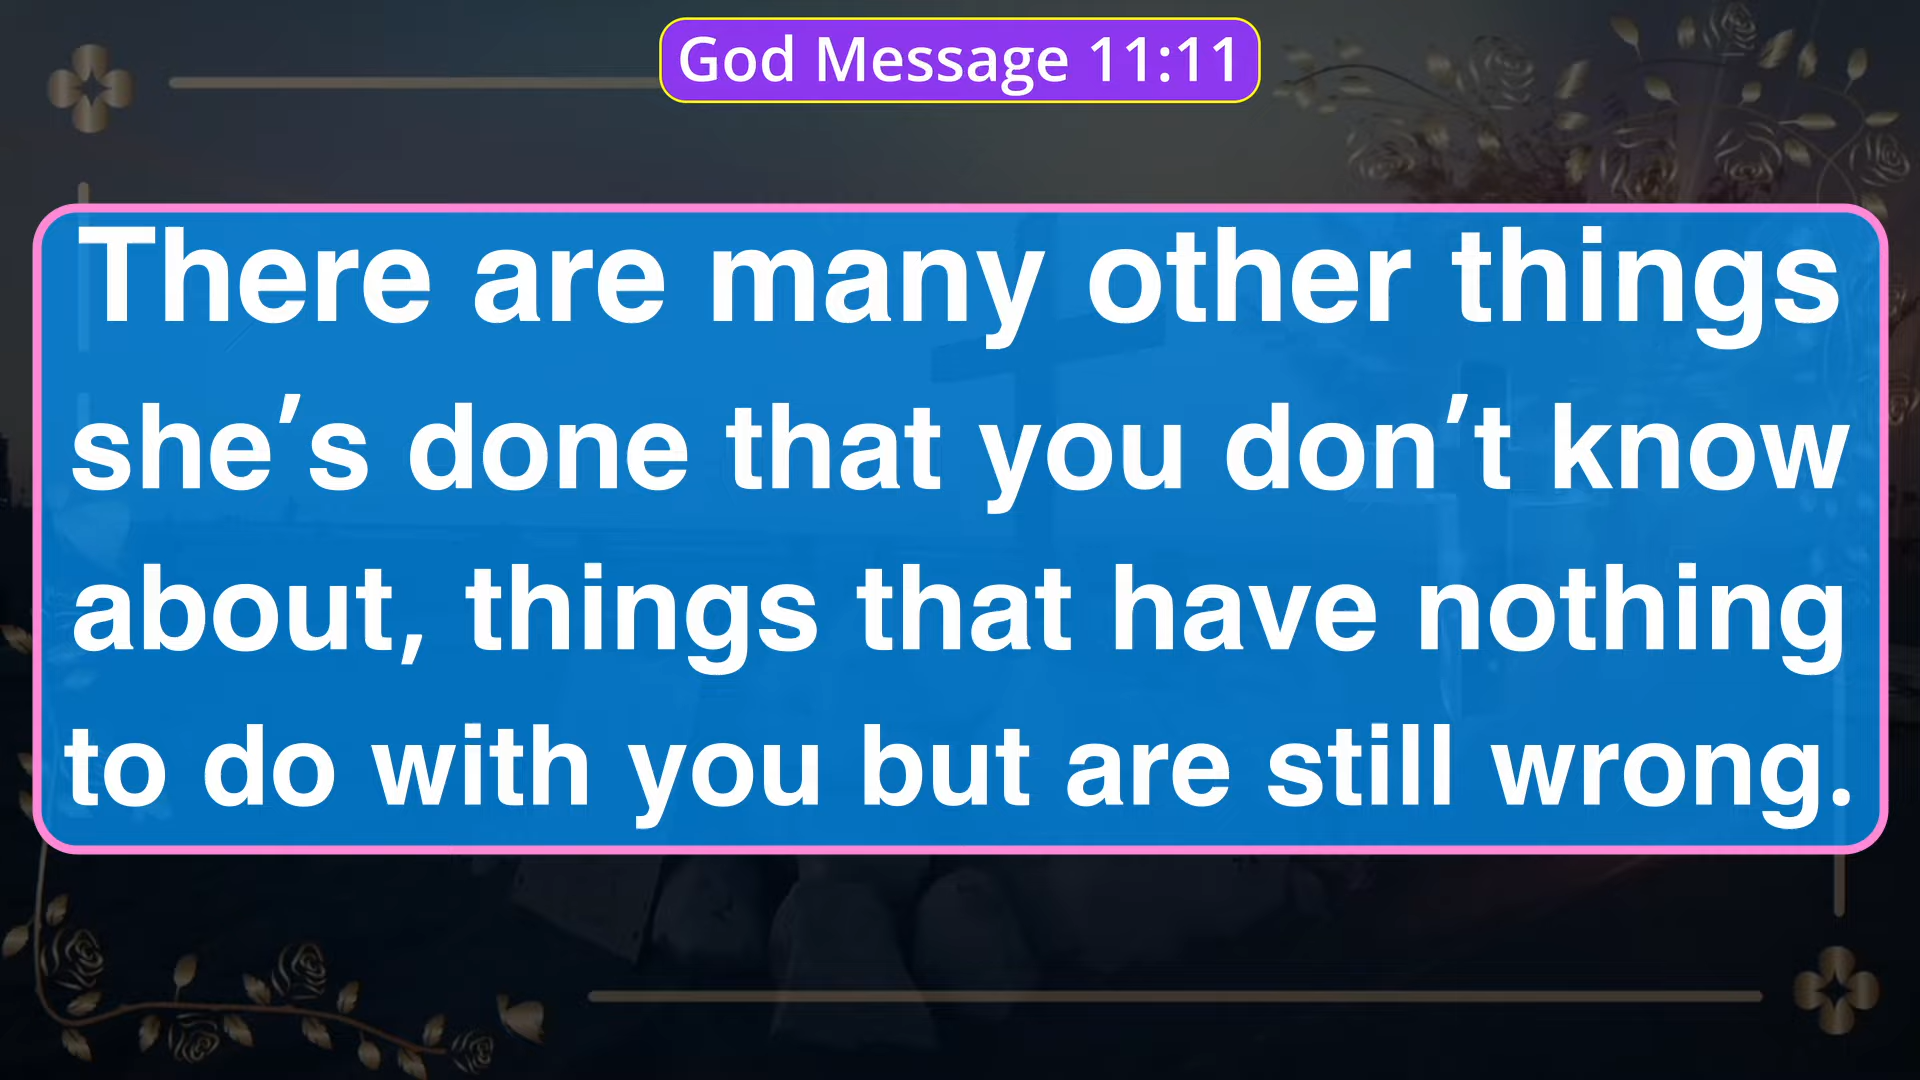 God Message 11:11
There are many other things
she’s done that you don’t know
about, things that have nothing
to do with you but are still wrong.